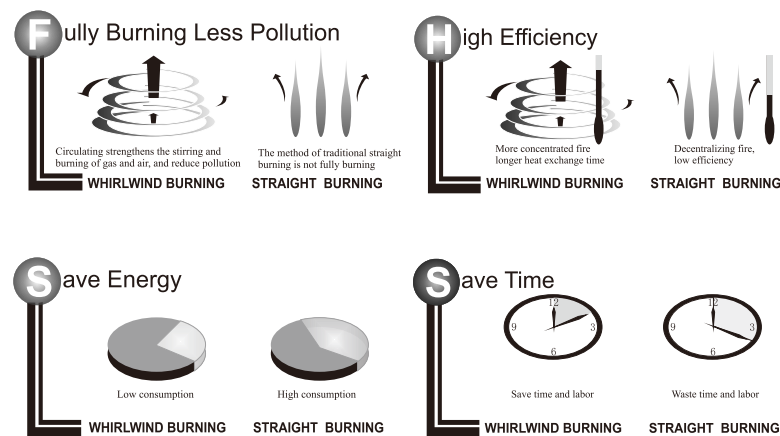 Fully Burning Less Pollution
Circulating strengthens the stirring and
burning of gas and air, and reduce pollution
WHIRLWIND BURNING
The method of traditional straight
burning is not fully burning
STRAIGHT BURNING
High Efficiency
More concentrated fire
longer heat exchange time
WHIRLWIND BURNING
Decentralizing fire,
low efficiency
STRAIGHT BURNING
Save Energy
Low consumption
WHIRLWIND BURNING
High consumption
STRAIGHT BURNING
Save Time
12
9 3
6
Save time and labor
WHIRLWIND BURNING
12
9 3
6
Waste time and labor
STRAIGHT BURNING